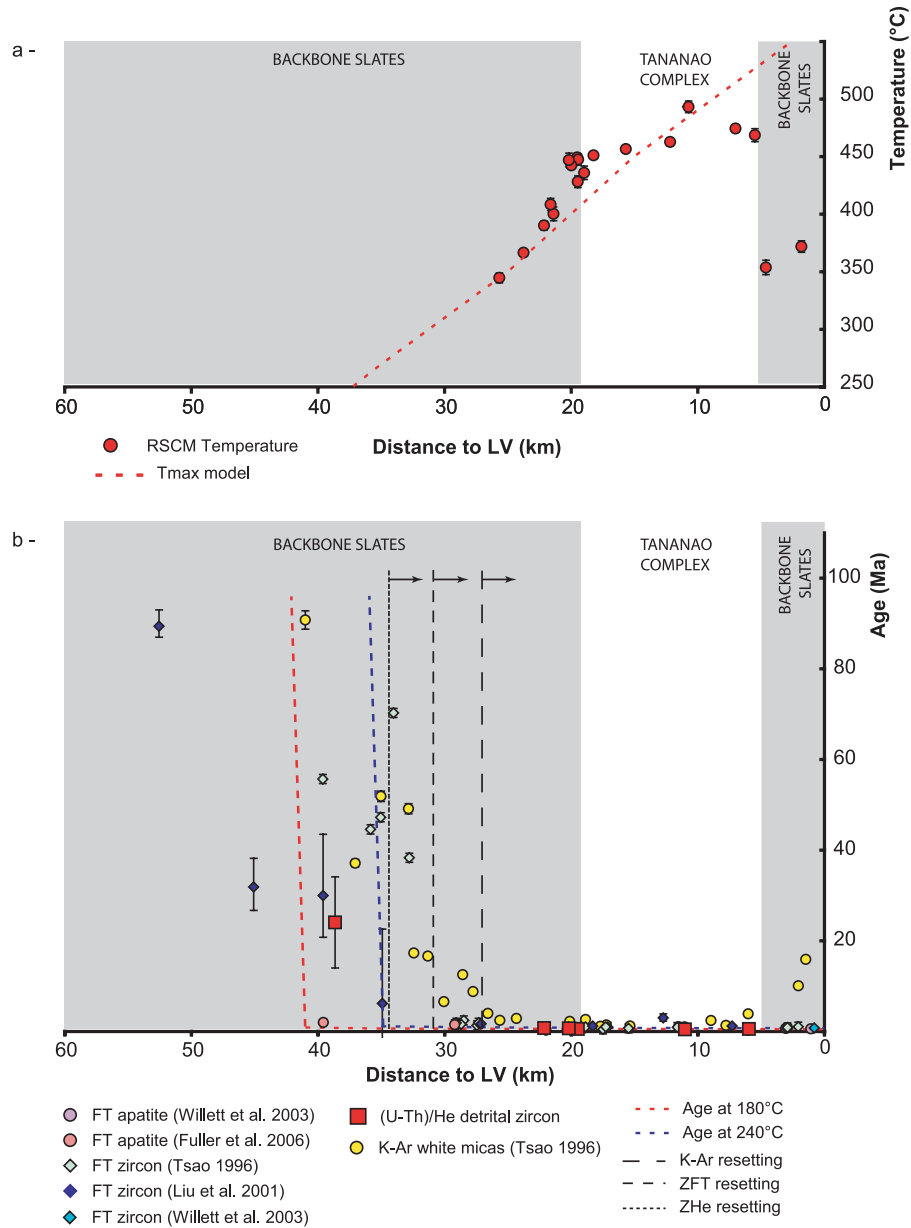 a -
BACKBONE SLATES
TANANAO
COMPLEX
BACKBONE
SLATES
Temperature (°C)
500
450
400
350
300
250
60
50
40
30
20
10
0
Distance to LV (km)
RSCM Temperature
Tmax model
b -
BACKBONE SLATES
TANANAO
COMPLEX
BACKBONE
SLATES
Age (Ma)
100
80
60
40
20
0
60
50
40
30
20
10
0
Distance to LV (km)
FT apatite (Willett et al. 2003)
FT apatite (Fuller et al. 2006)
FT zircon (Tsao 1996)
FT zircon (Liu et al. 2001)
FT zircon (Willett et al. 2003)
(U-Th)/He detrital zircon
K-Ar white micas (Tsao 1996)
Age at 180°C
Age at 240°C
K-Ar resetting
ZFT resetting
ZHe resetting